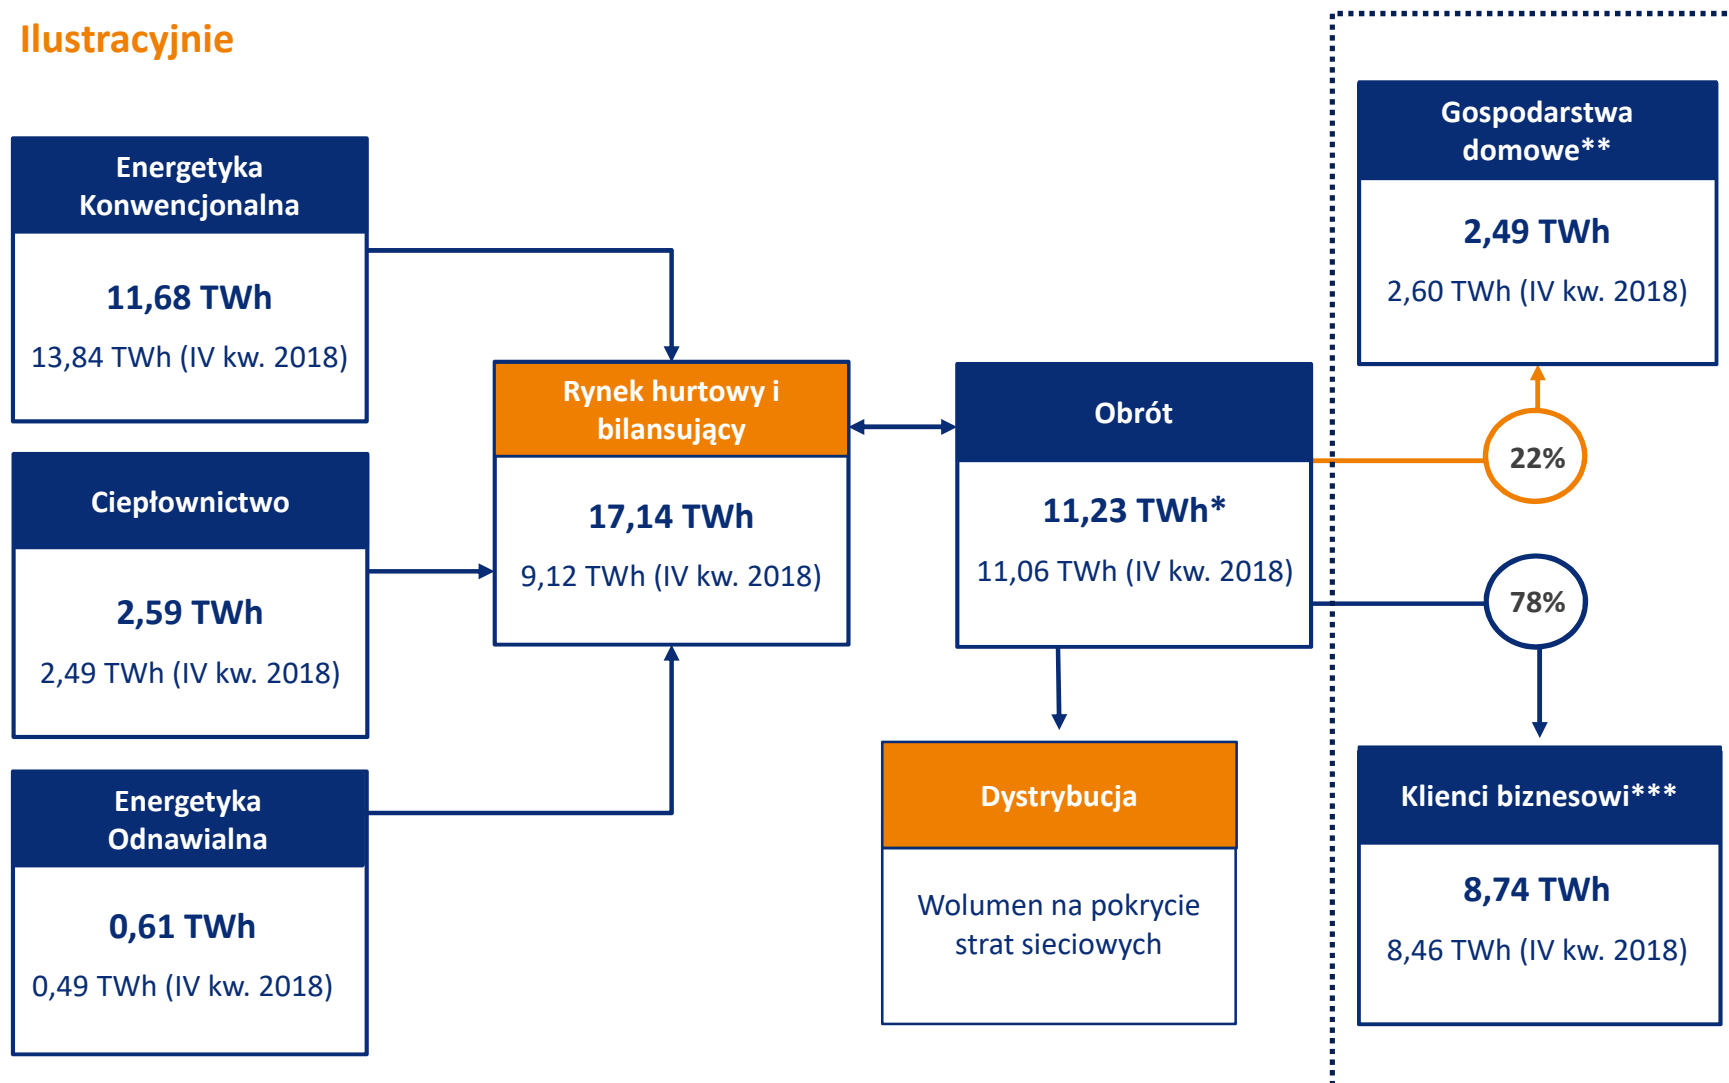 Ilustracyjnie
Energetyka
Konwencjonalna
11,68 TWh
13,84 TWh (IV kw. 2018)
Ciepłownictwo
2,59 TWh
2,49 TWh (IV kw. 2018)
Energetyka
Odnawialna
0,61 TWh
0,49 TWh (IV kw. 2018)
Rynek hurtowy i
bilansujący
17,14 TWh
9,12 TWh (IV kw. 2018)
Obrót
11,23 TWh*
11,06 TWh (IV kw. 2018)
Dystrybucja
Wolumen na pokrycie
strat sieciowych
Gospodarstwa
domowe**
2,49 TWh
2,60 TWh (IV kw. 2018)
22%
78%
Klienci biznesowi***
8,74 TWh
8,46 TWh (IV kw. 2018)